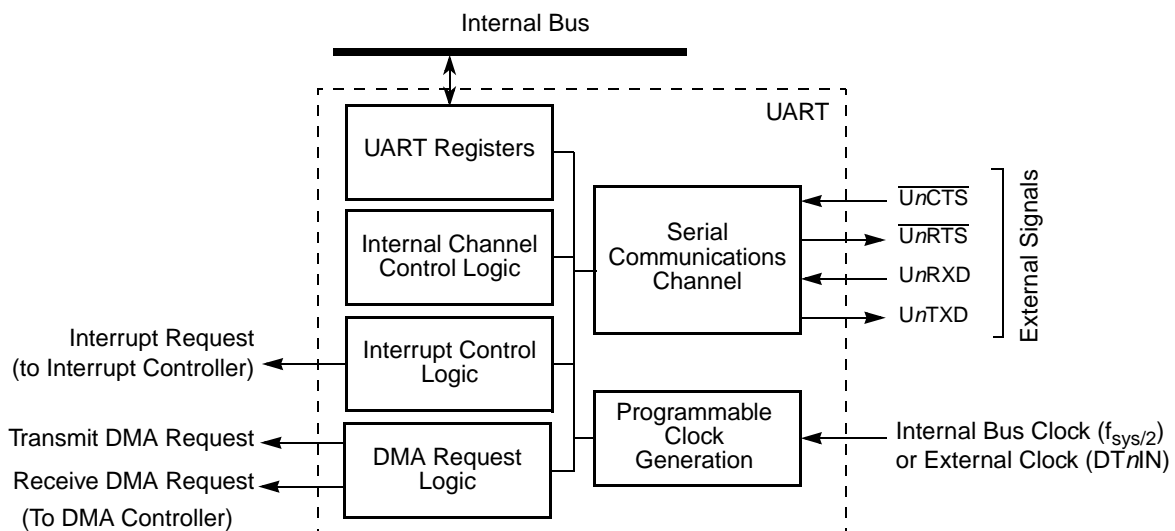 Internal Bus
UART
UART Registers
Internal Channel
Control Logic
Interrupt Control
Logic
DMA Request
Logic
Serial
Communications
Channel
Programmable
Clock
Generation
UnCTS
UnRTS
UnRXD
UnTXD
External Signals
Interrupt Request
(to Interrupt Controller)
Transmit DMA Request
Receive DMA Request
(To DMA Controller)
Internal Bus Clock (fsys/2)
or External Clock (DTnIN)